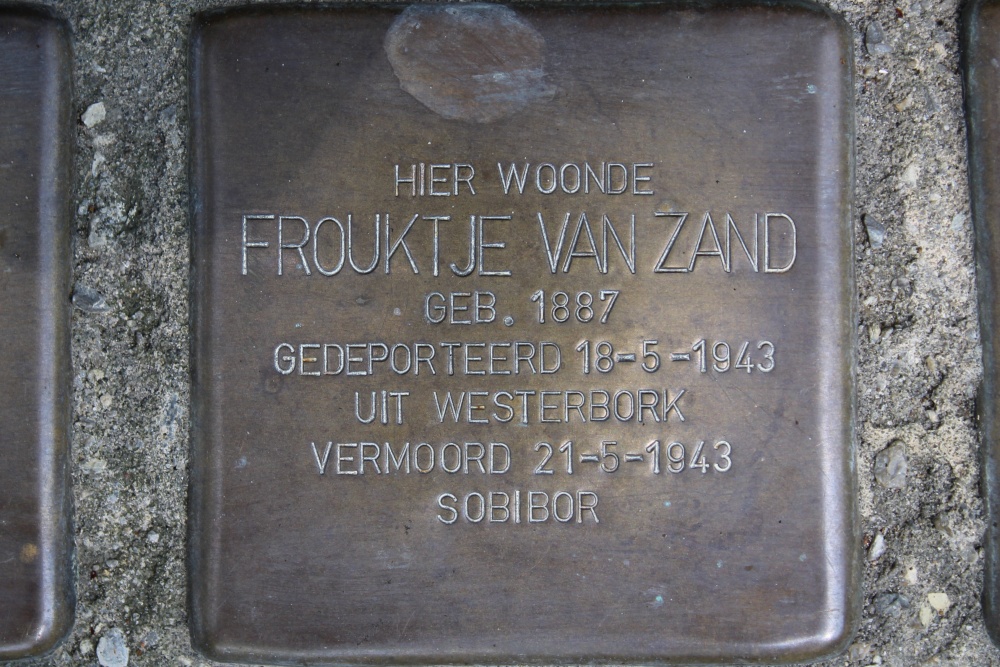 HIER WOONDE
FROUKTJE VAN ZAND
GEB. 1887
GEDEPORTEERD 18-5-1943
UIT WESTERBORK
VERMOORD 21-5-1943
SOBIBOR